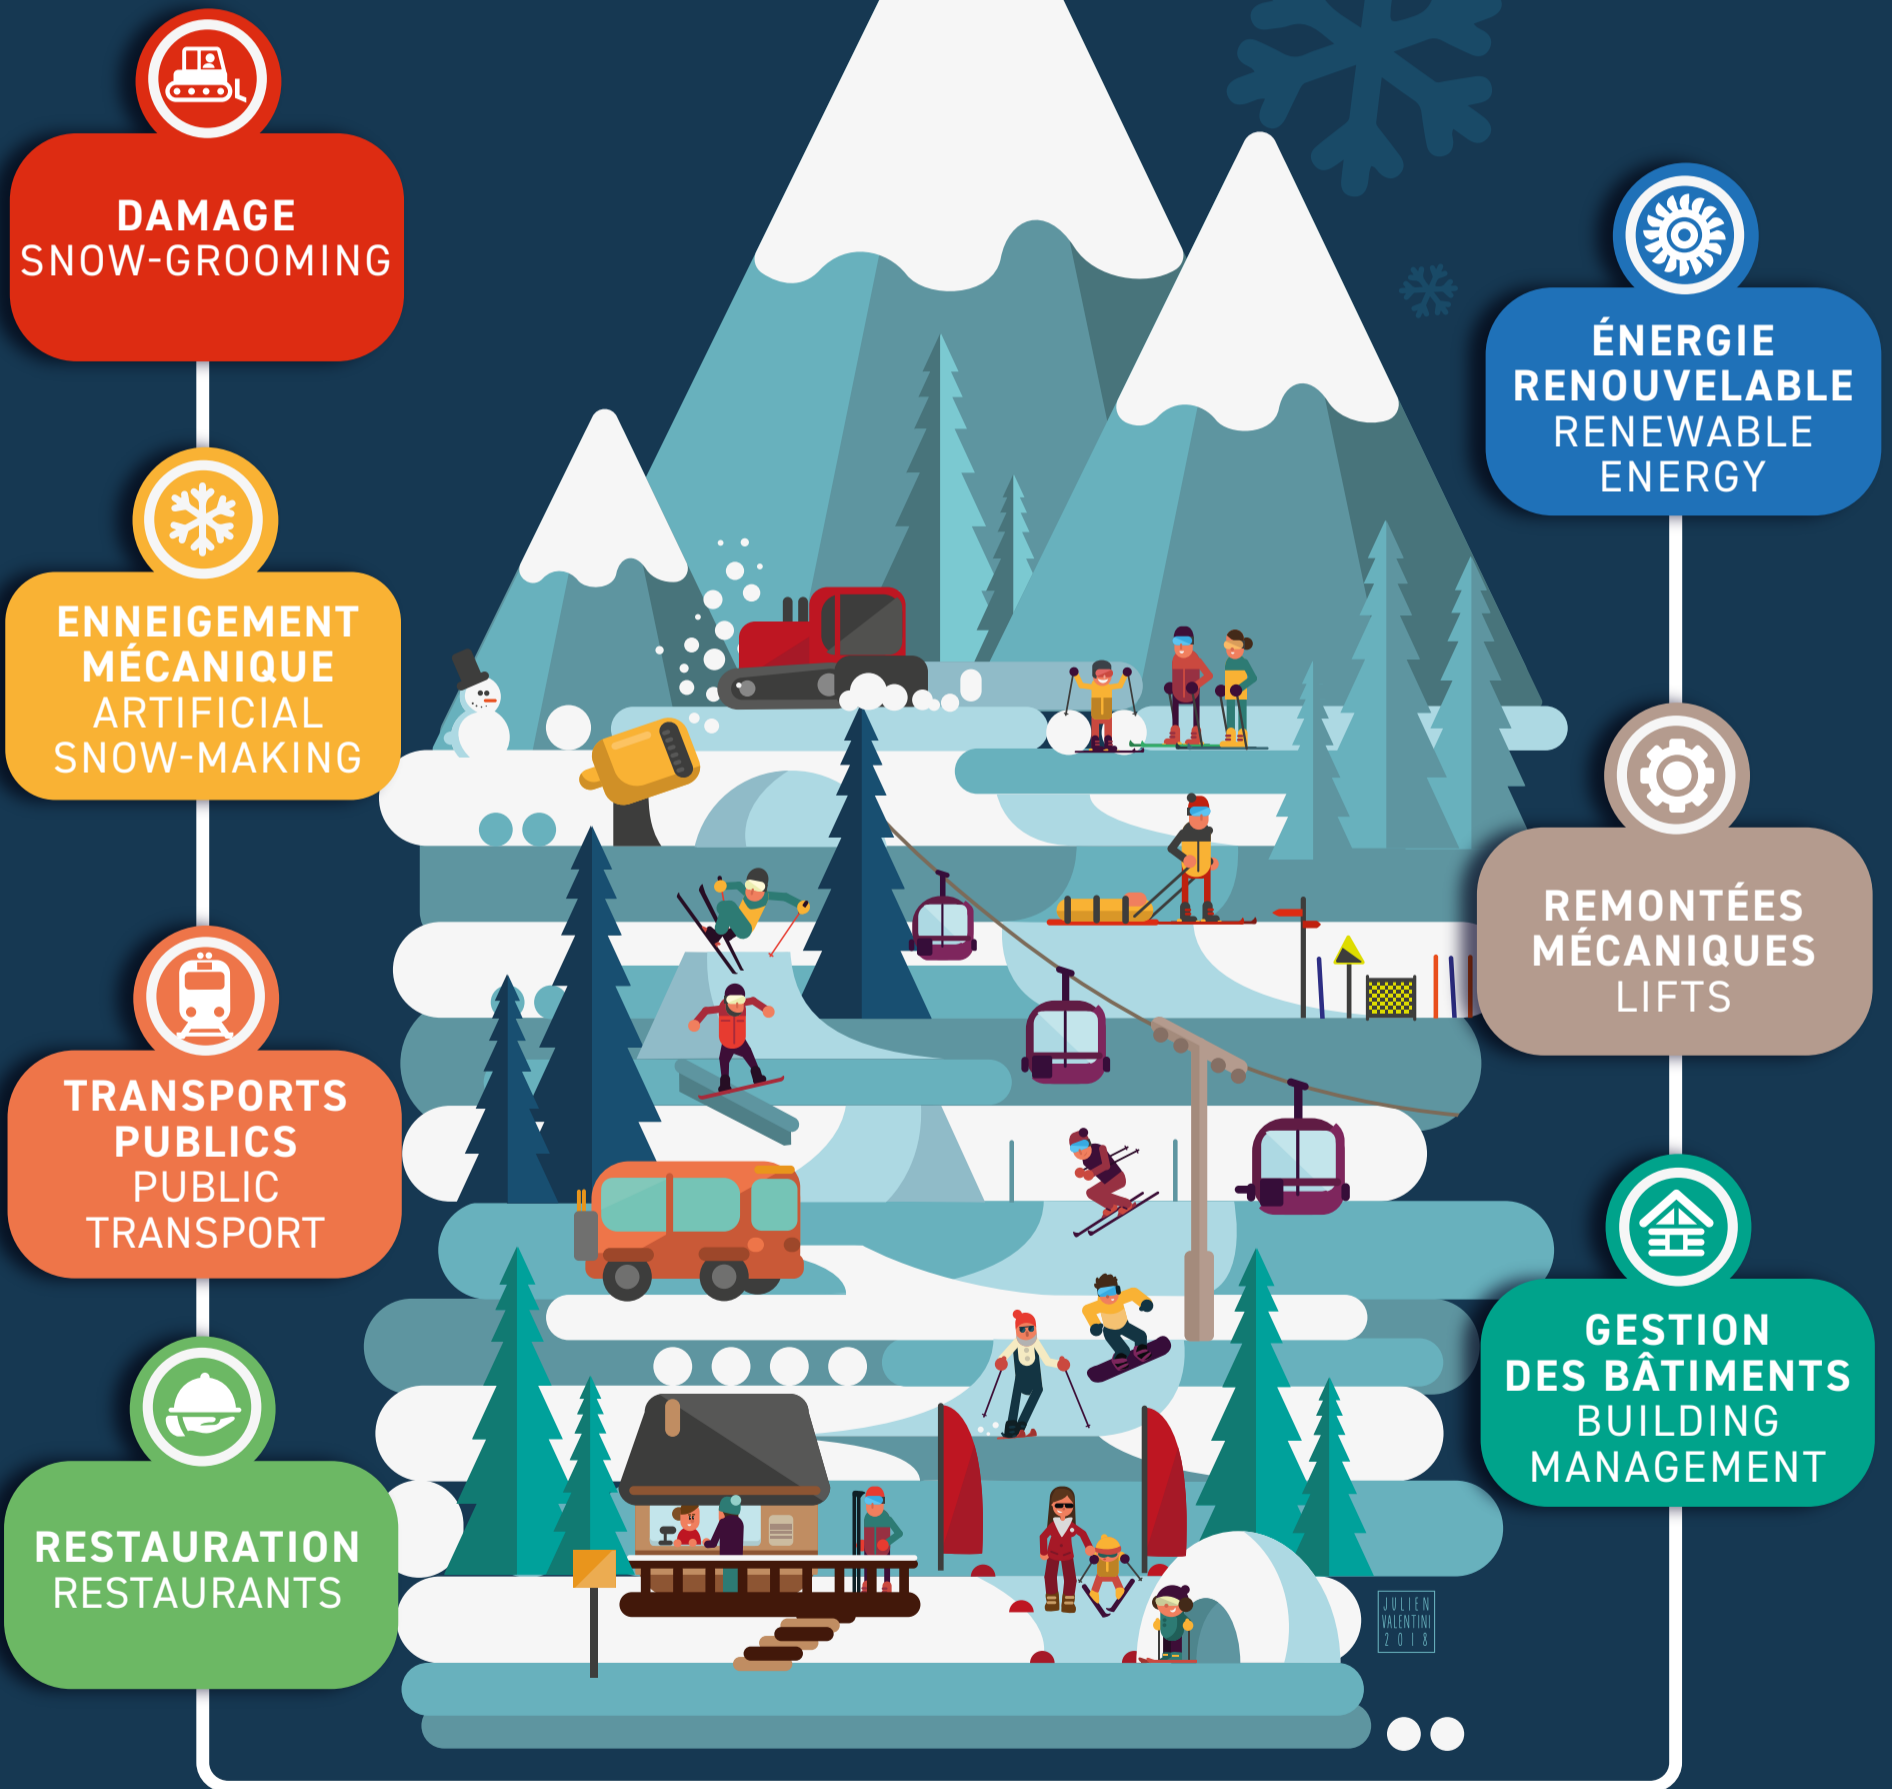 DAMAGE
SNOW-GROOMING
ENNEIGEMENT
MÉCANIQUE
ARTIFICIAL
SNOW-MAKING
TRANSPORTS
PUBLICS
PUBLIC
TRANSPORT
RESTAURATION
RESTAURANTS
ÉNERGIE
RENOUVELABLE
RENEWABLE
ENERGY
REMONTÉES
MÉCANIQUES
LIFTS
GESTION
DES BÂTIMENTS
BUILDING
MANAGEMENT
JULIEN
VALENTINI
2018